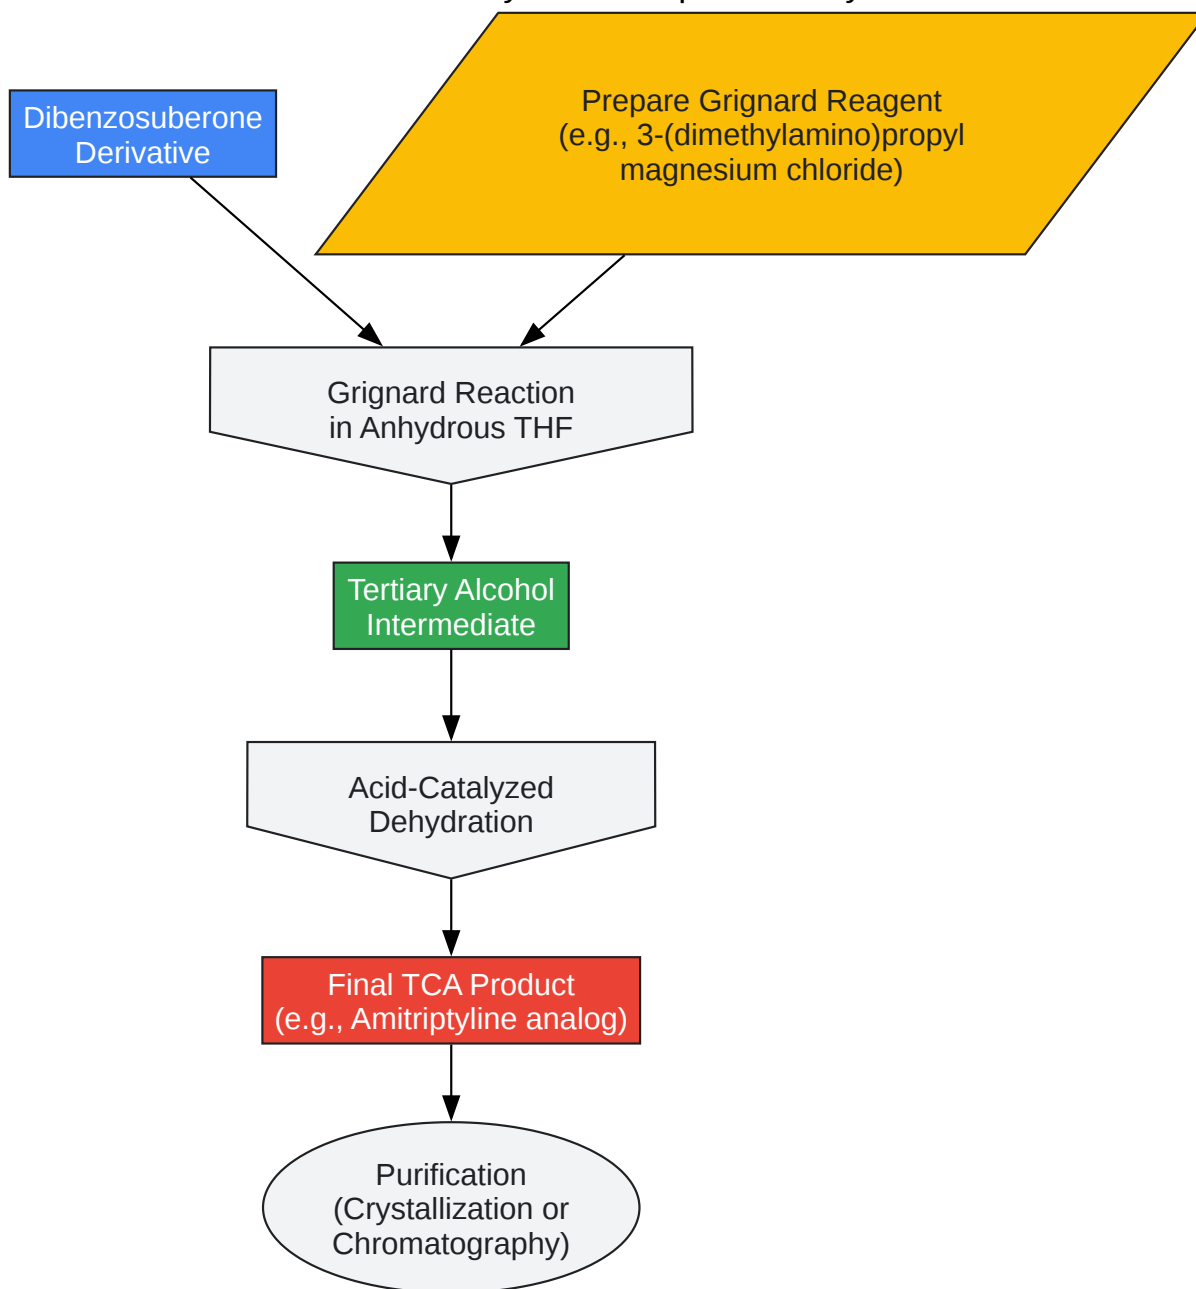 Dibenzosuberone
Derivative
Prepare Grignard Reagent
(e.g., 3-(dimethylamino)propyl
magnesium chloride)
Grignard Reaction
in Anhydrous THF
Tertiary Alcohol
Intermediate
Acid-Catalyzed
Dehydration
Final TCA Product
(e.g., Amitriptyline analog)
Purification
(Crystallization or
Chromatography)